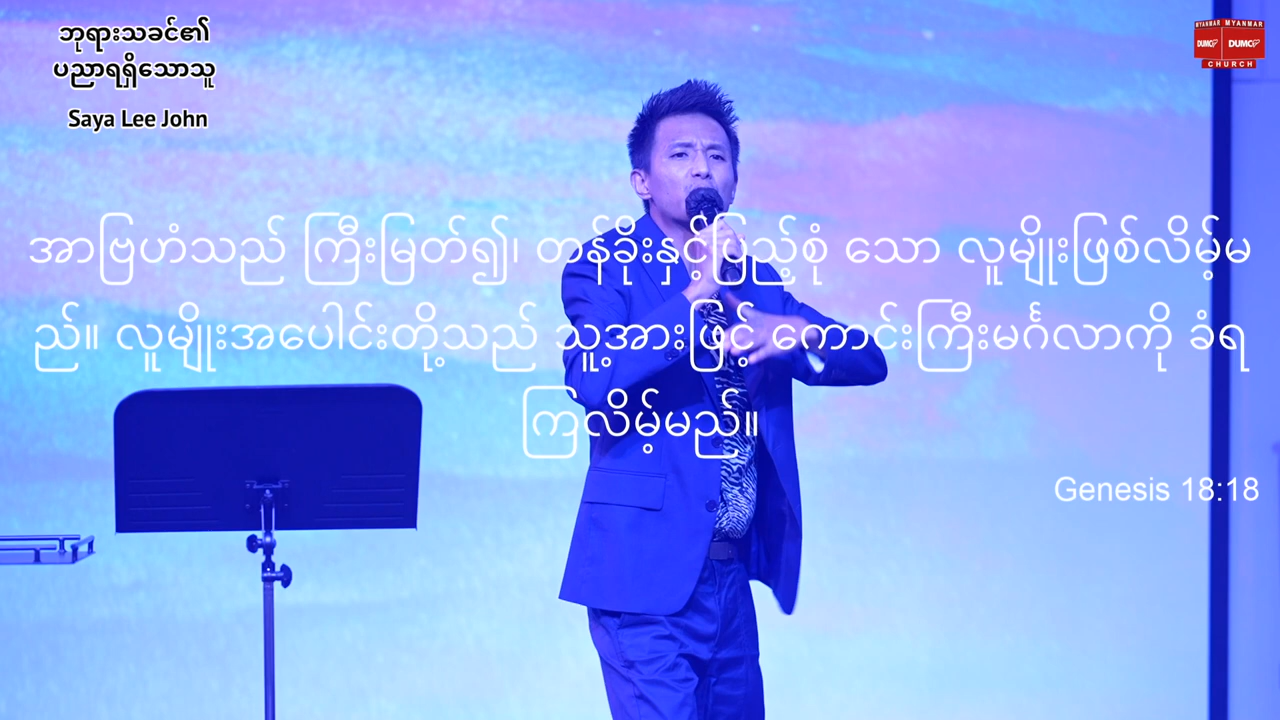 ဘုရားသခင်၏
ပညာရရှိသောသူ
Saya Lee John
MYANMAR MYANMAR
DUMC DUMC
CHURCH
အာဗြဟံသည် ကြီးမြတ်၍၊ တန်ခိုးနှင့်ပြည့်စုံ သော လူမျိုးဖြစ်လိမ့်မ
ည်။ လူမျိုးအပေါင်းတို့သည် သူ့အားဖြင့် ကောင်းကြီးမင်္ဂလာကို ခံရ
ကြလိမ့်မည်။
Genesis 18:18